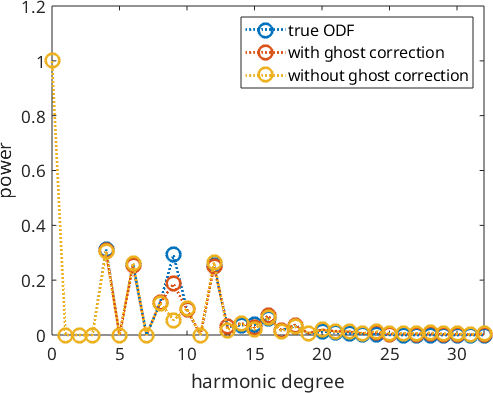 1.2
1
0.8
0.6
0.4
0.2
0
power
true ODF
with ghost correction
without ghost correction
0 5 10 15 20 25 30
harmonic degree